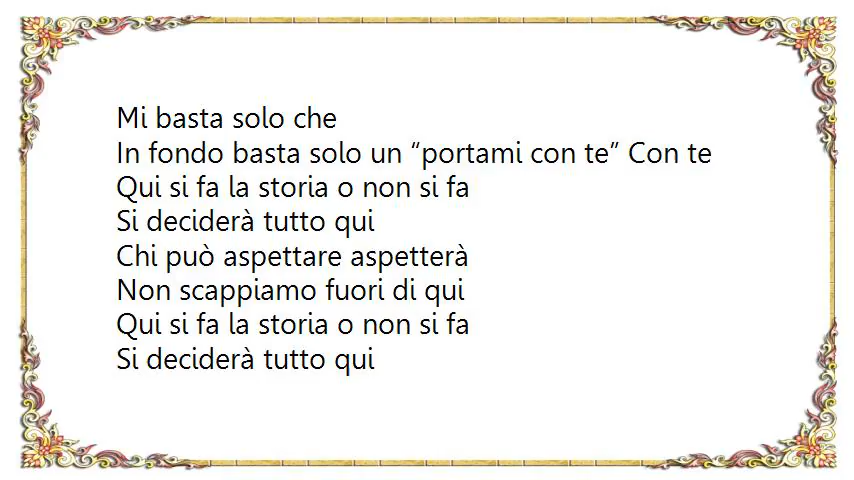 Mi basta solo che
In fondo basta solo un “portami con te” Con te
Qui si fa la storia o non si fa
Si deciderà tutto qui
Chi può aspettare aspetterà
Non scappiamo fuori di qui
Qui si fa la storia o non si fa
Si deciderà tutto qui